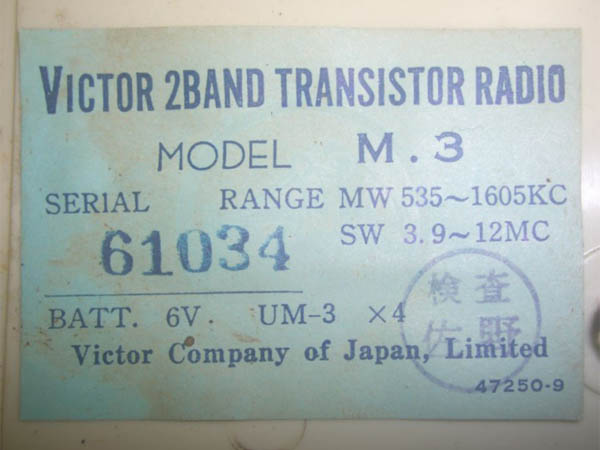 VICTOR 2BAND TRANSISTOR RADIO
MODEL M.3
SERIAL RANGE MW 535~1605KC
61034 SW 3.9~12MC
BATT. 6V. UM-3 ×4
検査
佐野
Victor Company of Japan, Limited
47250-9